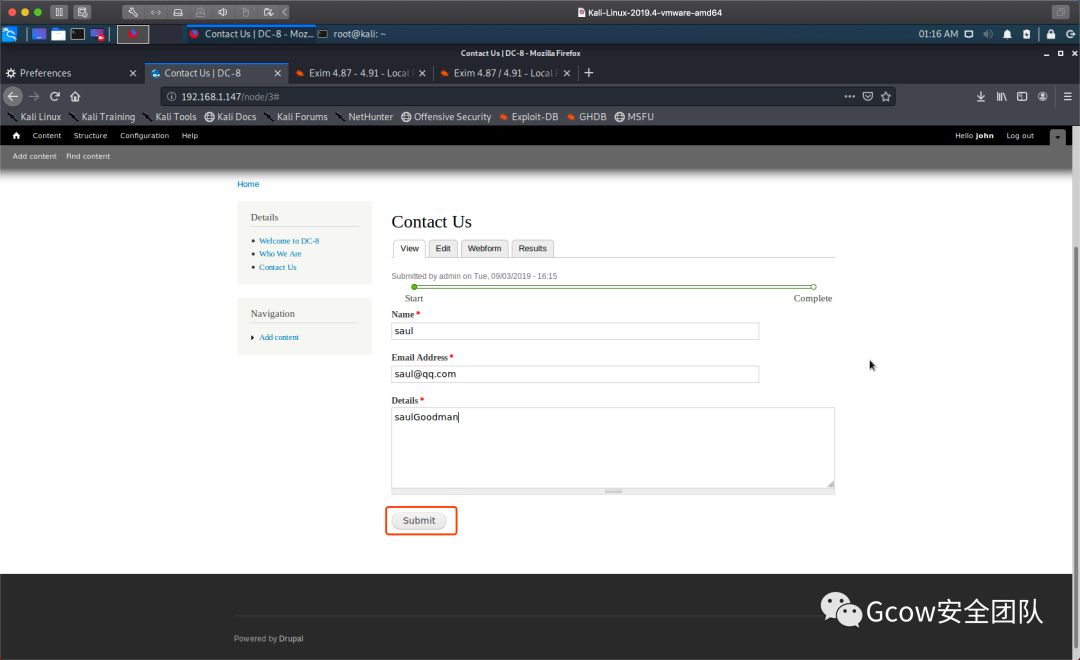 Kali-Linux-2019.4-vmware-amd64
Contact Us | DC-8 - Moz...
root@kali: ~
01:16 AM
Contact Us | DC-8 - Mozilla Firefox
Preferences
Contact Us | DC-8
Exim 4.87 - 4.91 - Local
Exim 4.87 / 4.91 - Local
192.168.1.147/node/3#
Kali Linux
Kali Training
Kali Tools
Kali Docs
Kali Forums
NetHunter
Offensive Security
Exploit-DB
GHDB
MSFU
Content
Structure
Configuration
Help
Hello john
Log out
Add content
Find content
Home
Details
Welcome to DC-8
Who We Are
Contact Us
Navigation
Add content
Contact Us
View
Edit
Webform
Results
Submitted by admin on Tue, 09/03/2019 - 16:15
Start
Complete
Name *
saul
Email Address *
saul@qq.com
Details *
saulGoodman
Submit
Powered by Drupal
Gcow安全团队